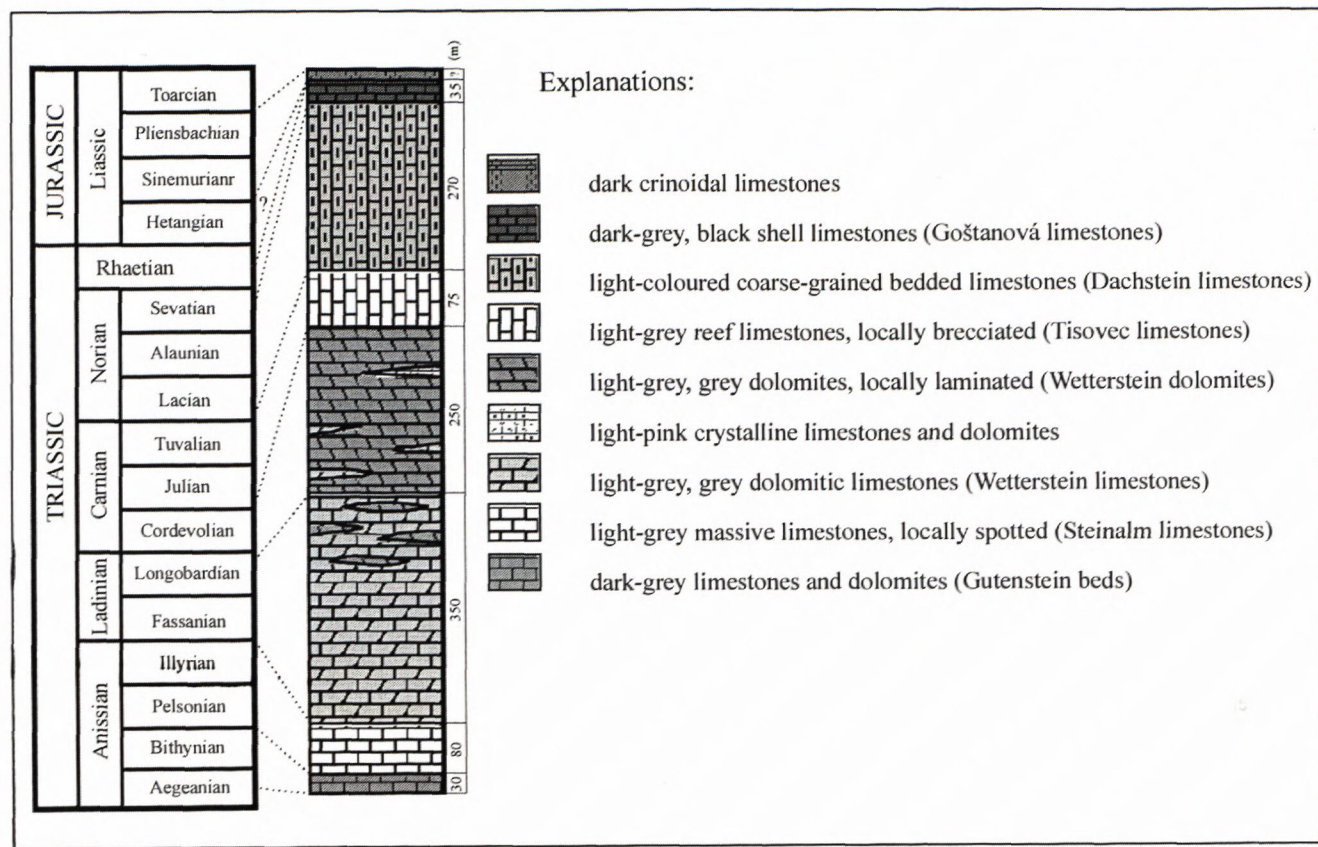 JURASSIC
Liassic
Toarcian
Pliensbachian
Sinemurianr
Hetangian
TRIASSIC
Rhaetian
Norian
Sevatian
Alaunian
Lacian
Carnian
Tuvalian
Julian
Cordevolian
Ladinian
Longobardian
Fassanian
Anissian
Illyrian
Pelsonian
Bithynian
Aegeanian
?
(m)
?
35
270
75
250
350
80
30
Explanations:
dark crinoidal limestones
dark-grey, black shell limestones (Goštanová limestones)
light-coloured coarse-grained bedded limestones (Dachstein limestones)
light-grey reef limestones, locally brecciated (Tisovec limestones)
light-grey, grey dolomites, locally laminated (Wetterstein dolomites)
light-pink crystalline limestones and dolomites
light-grey, grey dolomitic limestones (Wetterstein limestones)
light-grey massive limestones, locally spotted (Steinalm limestones)
dark-grey limestones and dolomites (Gutenstein beds)